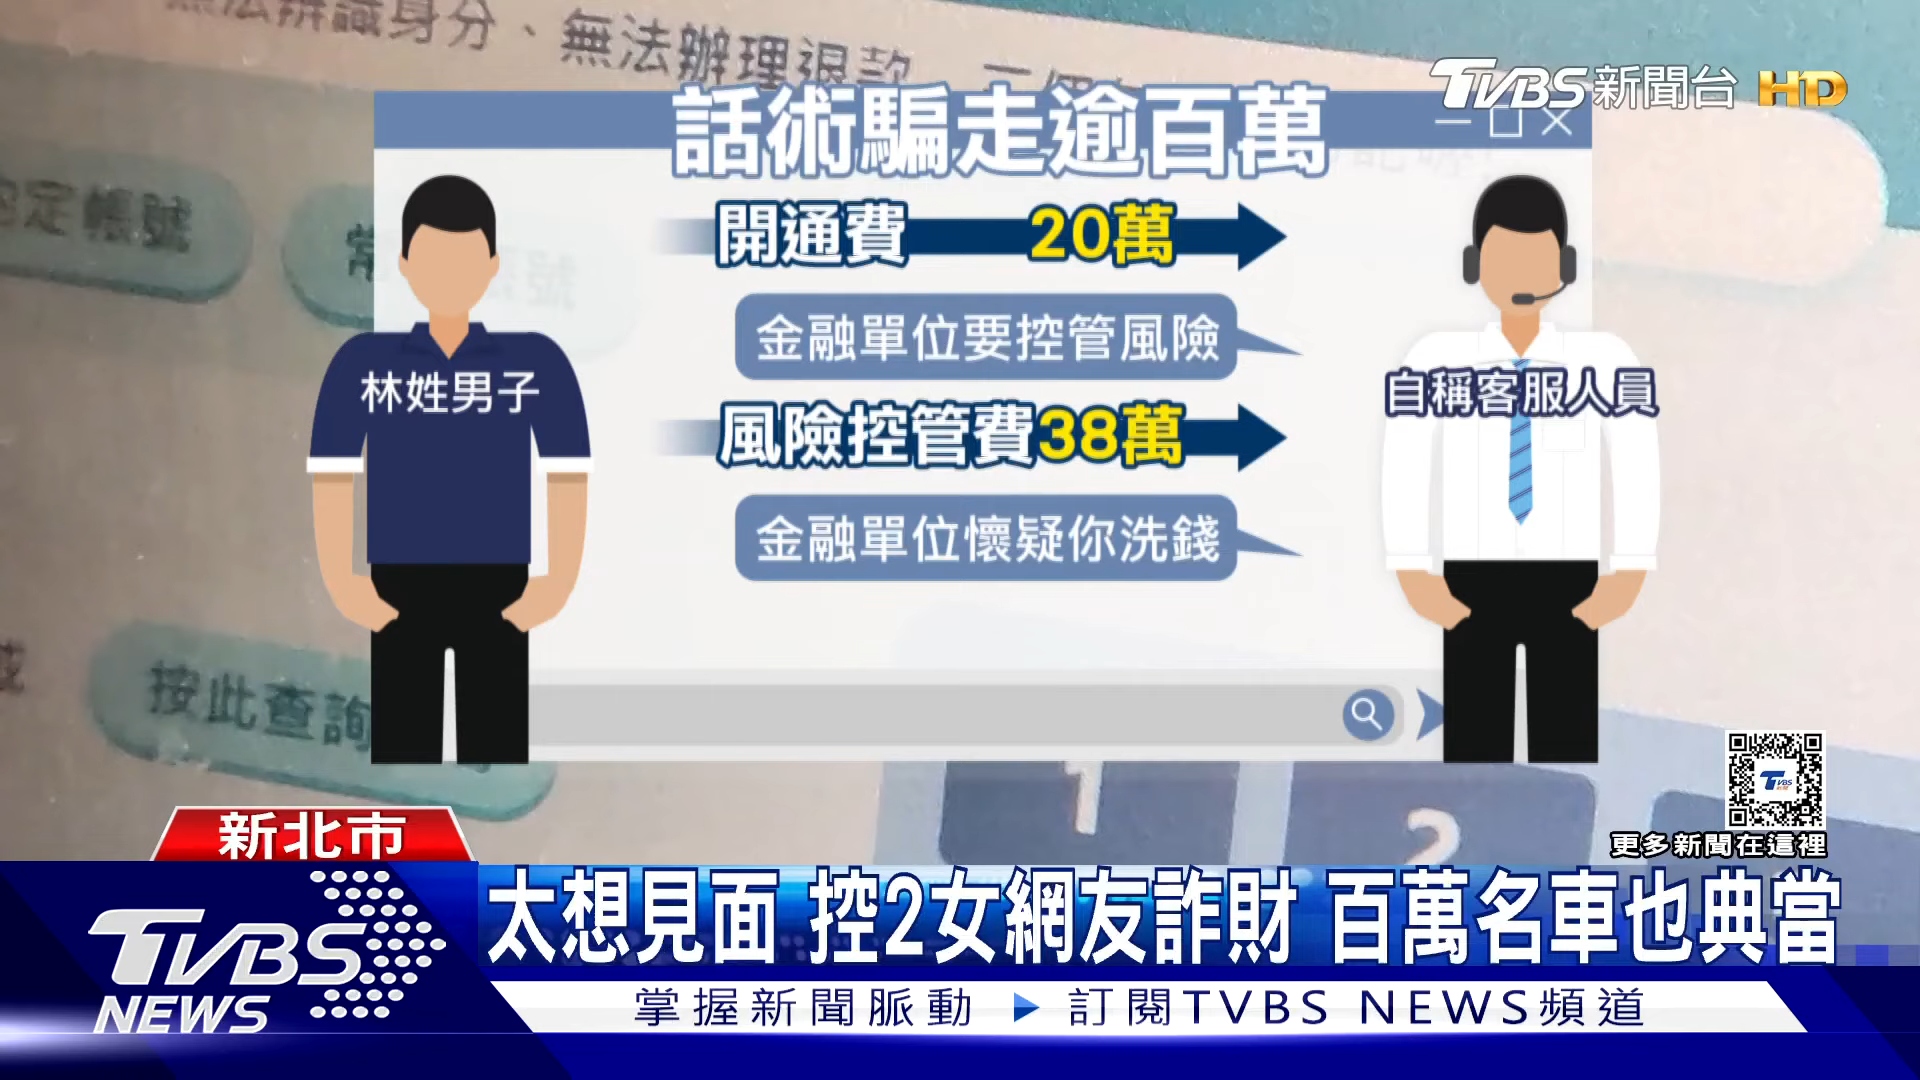 無法辨識身分、無法辦理退款
TVBS新聞台 HD
話術騙走逾百萬
開通費 20萬
定帳號
金融單位要控管風險
林姓男子
自稱客服人員
風險控管費38萬
金融單位懷疑你洗錢
按此查詢
1
2
TVBS
更多新聞在這裡
新北市
太想見面 控2女網友詐財 百萬名車也典當
TVBS
NEWS
掌握新聞脈動 訂閱TVBS NEWS頻道